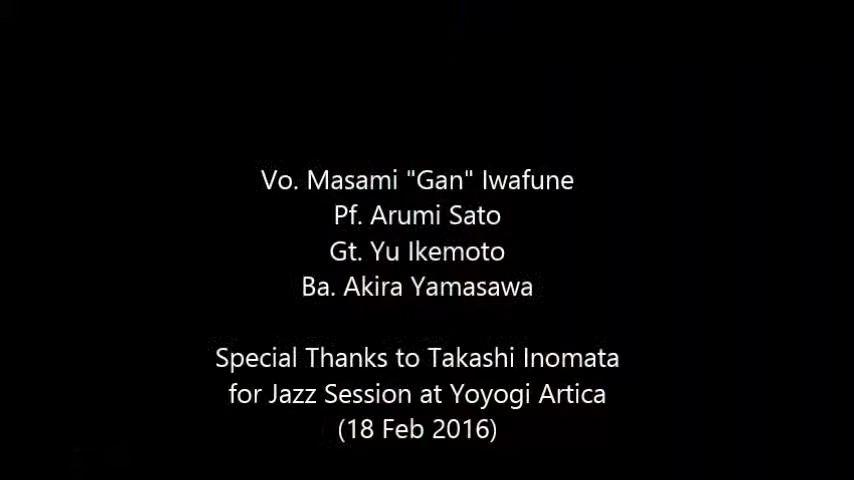 Vo. Masami "Gan" Iwafune
Pf. Arumi Sato
Gt. Yu Ikemoto
Ba. Akira Yamasawa
Special Thanks to Takashi Inomata
for Jazz Session at Yoyogi Artica
(18 Feb 2016)